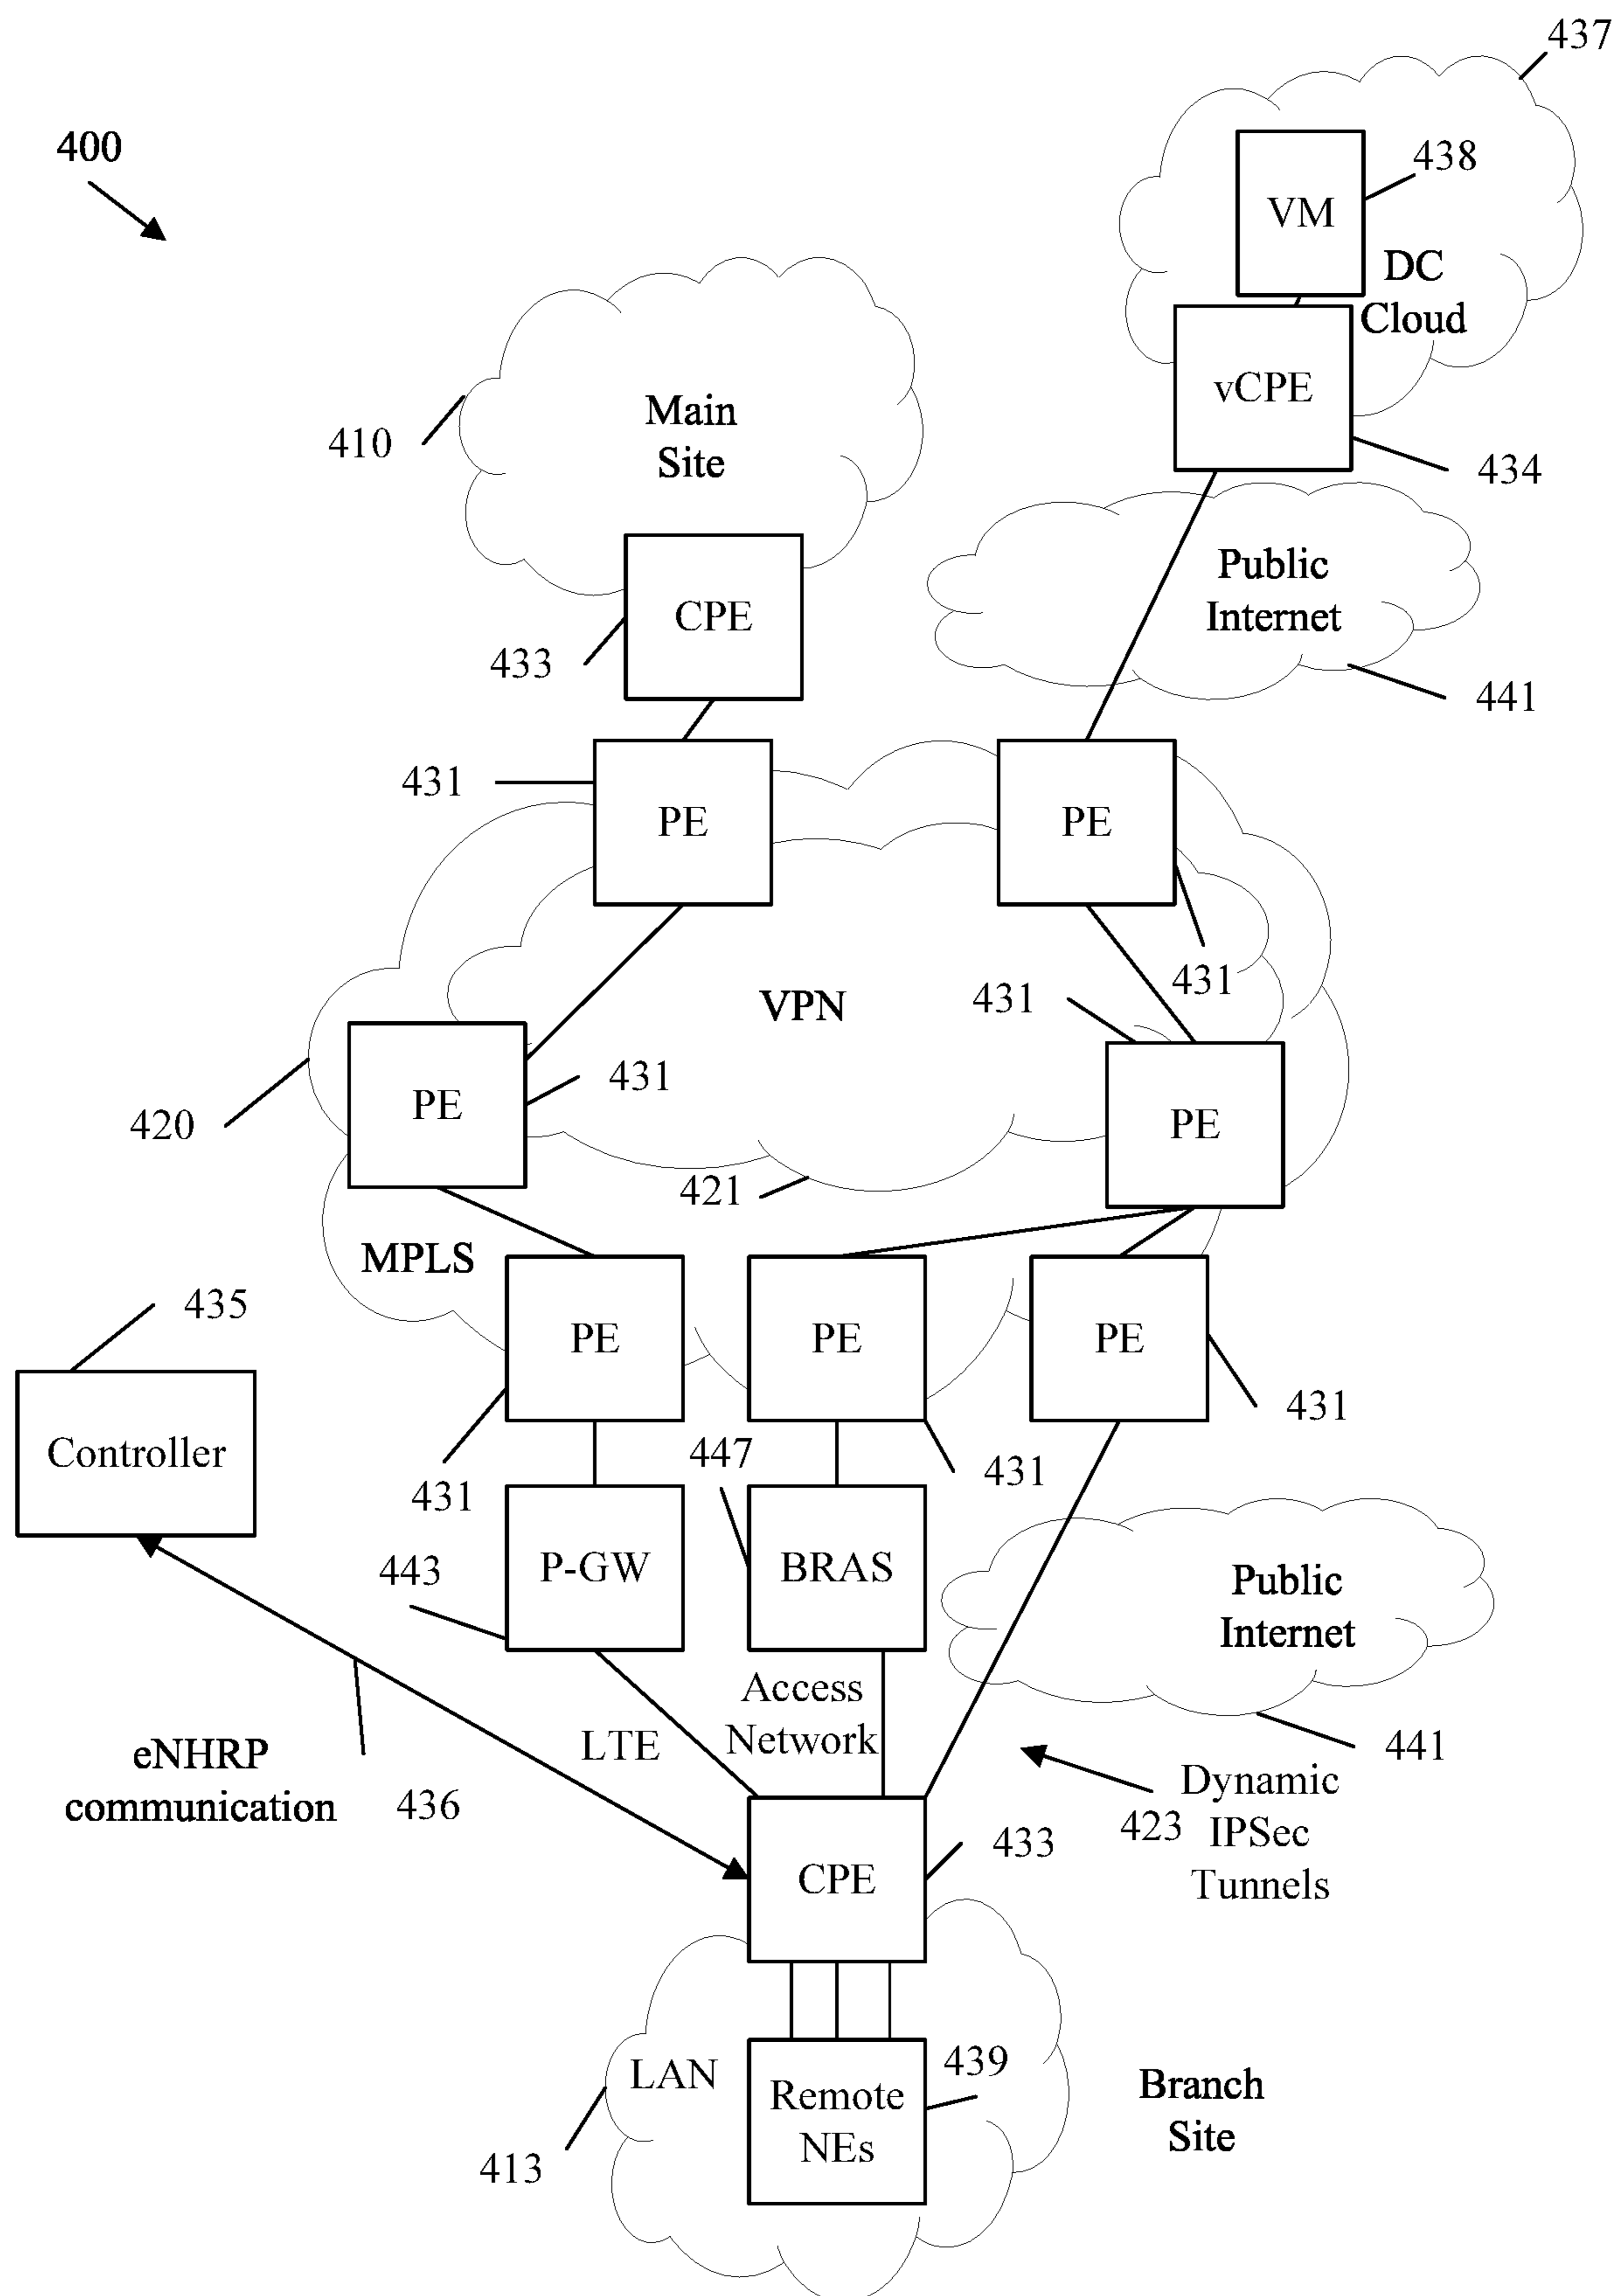 437
400
438
VM
DC
Cloud
vCPE
410
Main
Site
434
Public
Internet
CPE
433
441
431
PE
PE
431
431
VPN
431
PE
PE
420
421
MPLS
435
PE
PE
PE
Controller
431
447
431
431
443
P-GW
BRAS
Public
Internet
Access
Network
LTE
eNHRP
communication
436
441
Dynamic
IPSec
Tunnels
423
CPE
433
LAN
439
Remote
NEs
Branch
Site
413